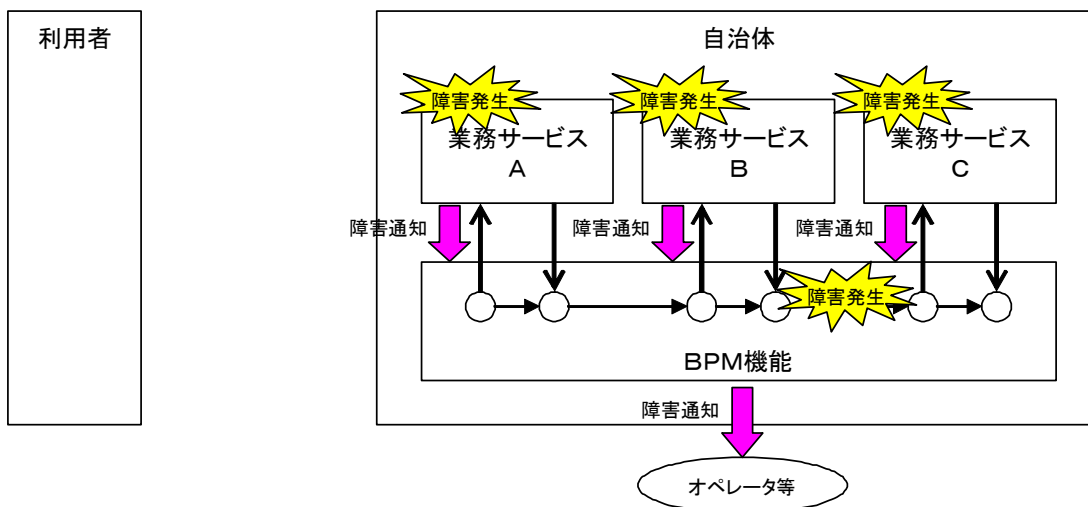 利用者
自治体
障害発生
障害発生
障害発生
業務サービス
A
業務サービス
B
業務サービス
C
障害通知
障害通知
障害通知
障害発生
BPM機能
障害通知
オペレータ等